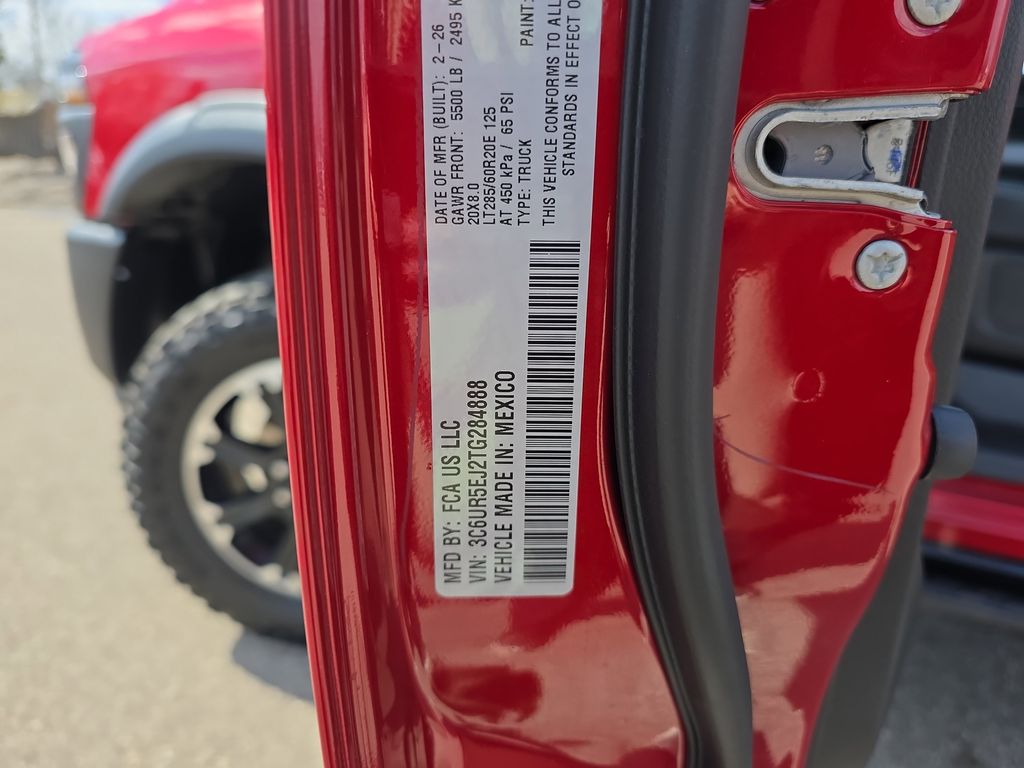 MFD BY: FCA US LLC
VIN: 3C6UR5EJ2TG284888
VEHICLE MADE IN: MEXICO
DATE OF MFR (BUILT): 2-26
GAWR FRONT: 5500 LB / 2495 K
20X8.0
LT285/60R20E 125
AT 450 kPa / 65 PSI
TYPE: TRUCK
PAINT:
THIS VEHICLE CONFORMS TO ALL
STANDARDS IN EFFECT O